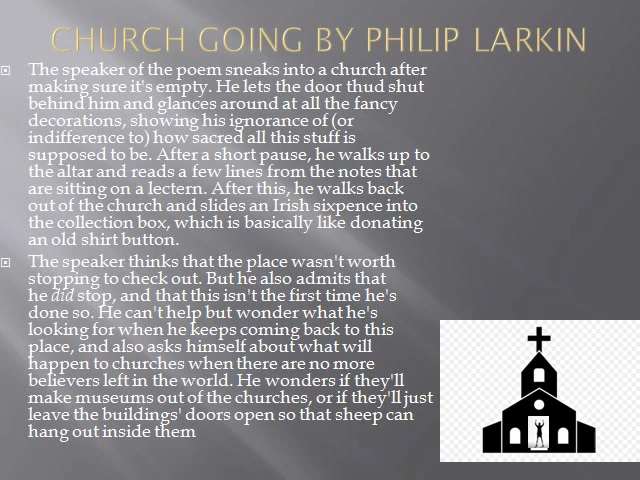 CHURCH GOING BY PHILIP LARKIN
The speaker of the poem sneaks into a church after
making sure it's empty. He lets the door thud shut
behind him and glances around at all the fancy
decorations, showing his ignorance of (or
indifference to) how sacred all this stuff is
supposed to be. After a short pause, he walks up to
the altar and reads a few lines from the notes that
are sitting on a lectern. After this, he walks back
out of the church and slides an Irish sixpence into
the collection box, which is basically like donating
an old shirt button.
The speaker thinks that the place wasn't worth
stopping to check out. But he also admits that
he did stop, and that this isn't the first time he's
done so. He can't help but wonder what he's
looking for when he keeps coming back to this
place, and also asks himself about what will
happen to churches when there are no more
believers left in the world. He wonders if they'll
make museums out of the churches, or if they'll just
leave the buildings' doors open so that sheep can
hang out inside them